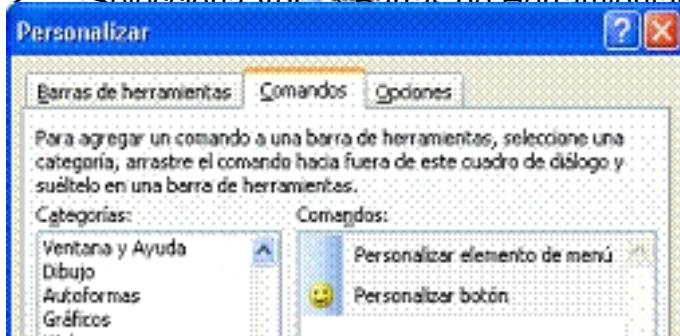 Personalizar
Barras de herramientas Comandos Opciones
Para agregar un comando a una barra de herramientas, seleccione una
categoría, arrastre el comando hacia fuera de este cuadro de diálogo y
suéltelo en una barra de herramientas.
Categorías: Comandos:
Ventana y Ayuda Personalizar elemento de menú
Dibujo
Autoformas Personalizar botón
Gráficos